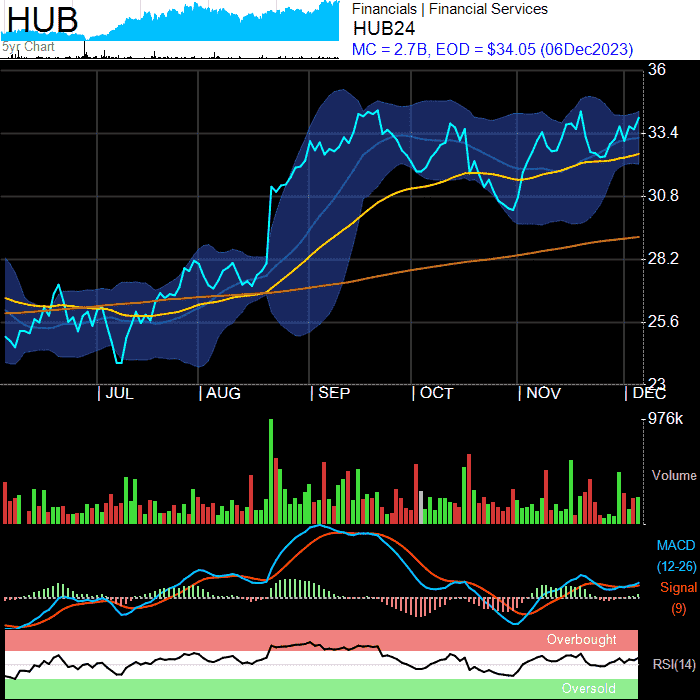 HUB
5yr Chart
Financials | Financial Services
HUB24
MC = 2.7B, EOD = $34.05 (06Dec2023)
36
33.4
30.8
28.2
25.6
23
| JUL | AUG | SEP | OCT | NOV | DEC
976k
Volume
MACD
(12-26)
Signal
(9)
Overbought
RSI(14)
Oversold